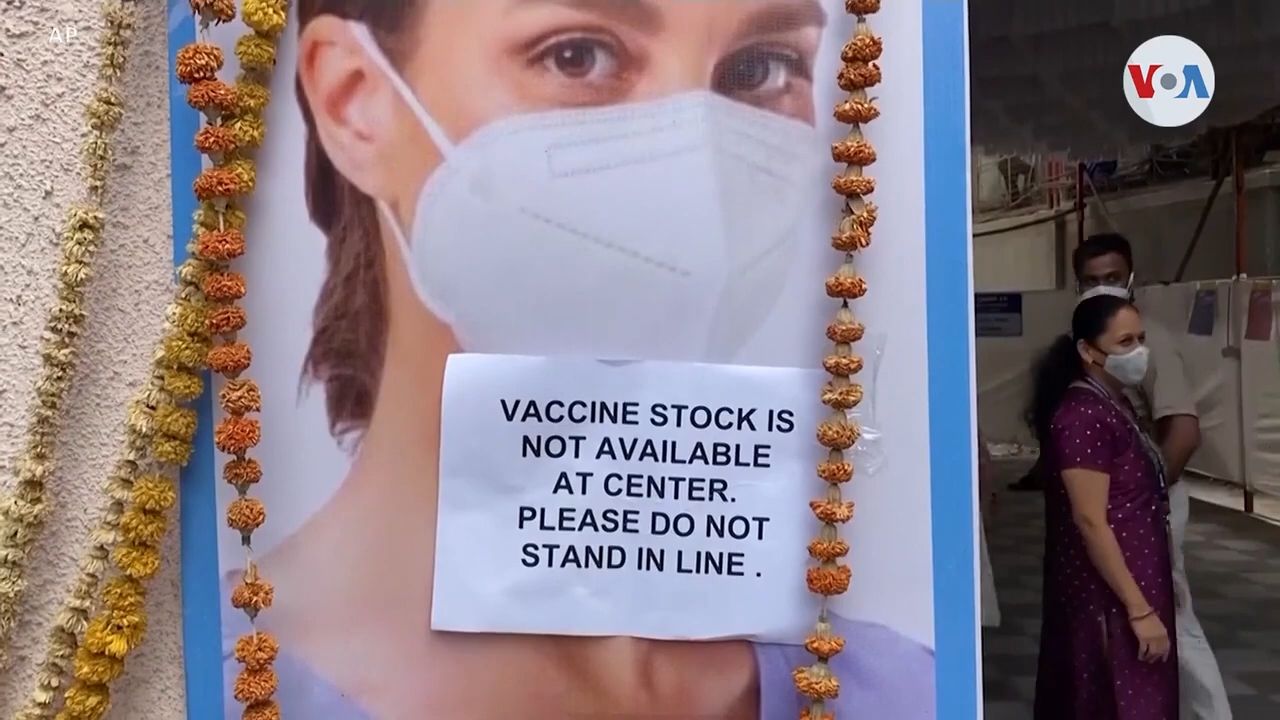 AP
VOA
VACCINE STOCK IS
NOT AVAILABLE
AT CENTER.
PLEASE DO NOT
STAND IN LINE .